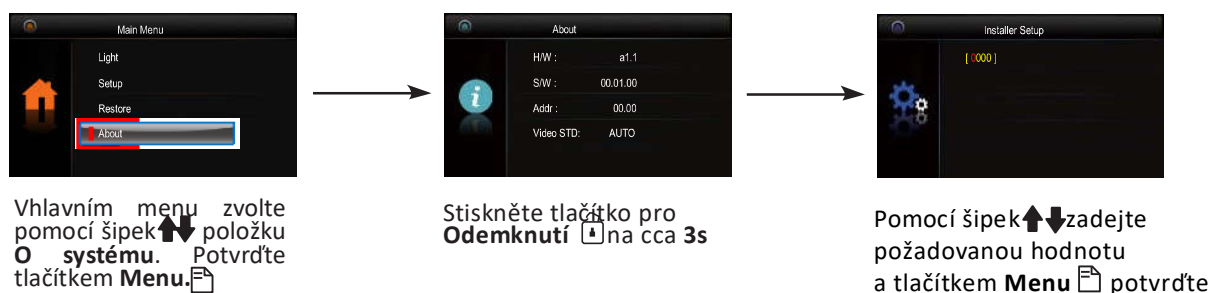 Main Menu
Light
Setup
Restore
About
Vhlavním menu zvolte
pomocí šipek položku
O systému. Potvrďte
tlačítkem Menu.
About
H/W : a1.1
S/W : 00.01.00
Addr : 00.00
Video STD: AUTO
Stiskněte tlačítko pro
Odemknutí na cca 3s
Installer Setup
[ 0000 ]
Pomocí šipek zadejte
požadovanou hodnotu
a tlačítkem Menu potvrďte